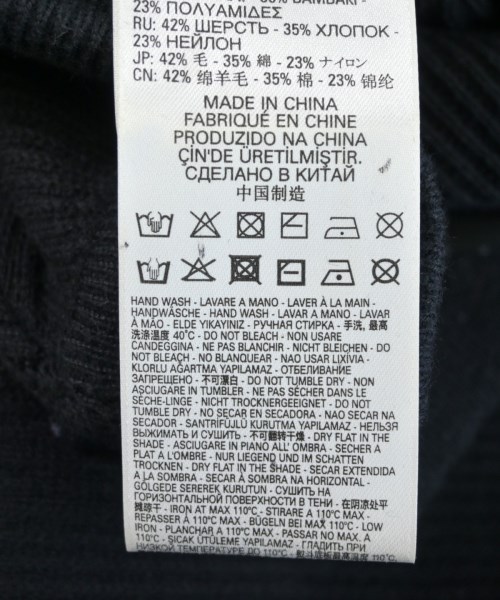 35% ΒΑΜΒΑΚΙ -
23% ΠΟΛΥΑΜΙΔΕΣ
RU: 42% ШЕРСТЬ - 35% ХЛОПОК -
23% НЕЙЛОН
JP: 42% 毛 - 35% 綿 - 23% ナイロン
CN: 42% 绵羊毛 - 35% 棉 - 23% 锦纶
MADE IN CHINA
FABRIQUÉ EN CHINE
PRODUZIDO NA CHINA
ÇIN'DE ÜRETILMIŞTIR.
СДЕЛАНО В КИТАЙ
中国制造
HAND WASH - LAVARE A MANO - LAVER À LA MAIN -
HANDWÄSCHE - HAND WASH - LAVAR A MANO - LAVAR
À MÃO - ELDE YIKAYINIZ - РУЧНАЯ СТИРКА - 手洗, 最高
洗涤温度 40°C - DO NOT BLEACH - NON USARE
CANDEGGINA - NE PAS BLANCHIR - NICHT BLEICHEN - DO
NOT BLEACH - NO BLANQUEAR - NAO USAR LIXÍVIA -
KLORLU AĞARTMA YAPILAMAZ - ОТБЕЛИВАНИЕ
ЗАПРЕЩЕНО - 不可漂白 - DO NOT TUMBLE DRY - NON
ASCIUGARE IN TUMBLER - NE PAS SÉCHER DANS LE
SÈCHE-LINGE - NICHT TROCKNERGEEIGNET - DO NOT
TUMBLE DRY - NO SECAR EN SECADORA - NAO SECAR NA
SECADOR - SANTRIFÜJLÜ KURUTMA YAPILAMAZ - НЕЛЬЗЯ
ВЫЖИМАТЬ И СУШИТЬ - 不可翻转干燥 - DRY FLAT IN THE
SHADE - ASCIUGARE IN PIANO ALL' OMBRA - SECHER A
PLAT A L'OMBRE - NUR LIEGEND UND IM SCHATTEN
TROCKNEN - DRY FLAT IN THE SHADE - SECAR EXTENDIDA
A LA SOMBRA - SECAR À SOMBRA NA HORIZONTAL -
GÖLGEDE SEREREK KURUTUN - СУШИТЬ НА
ГОРИЗОНТАЛЬНОЙ ПОВЕРХНОСТИ В ТЕНИ - 在阴凉处平
摊晾干 - IRON AT MAX 110°C - STIRARE A 110°C MAX -
REPASSER À 110°C MAX - BÜGELN BEI MAX 110°C - LOW
IRON - PLANCHAR A 110°C MAX - PASSAR NO MAX. A
110°C - SICAK ÜTÜLEME YAPILAMAZ - ГЛАДИТЬ ПРИ
НИЗКОЙ ТЕМПЕРАТУРЕ DO 110°C -